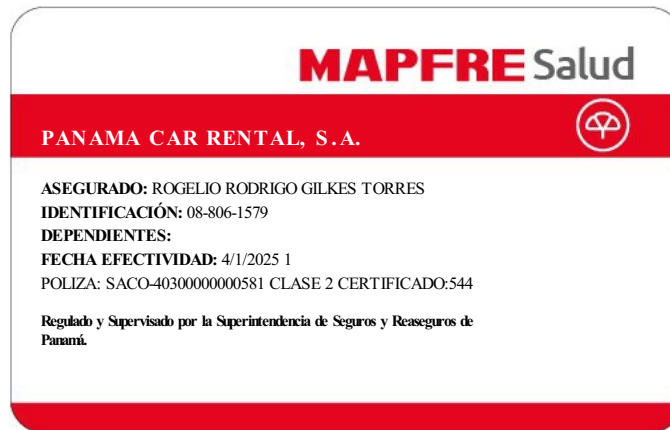 MAPFRE Salud
PANAMA CAR RENTAL, S.A.
ASEGURADO: ROGELIO RODRIGO GILKES TORRES
IDENTIFICACIÓN: 08-806-1579
DEPENDIENTES:
FECHA EFECTIVIDAD: 4/1/2025 1
POLIZA: SACO-40300000000581 CLASE 2 CERTIFICADO:544
Regulado y Supervisado por la Superintendencia de Seguros y Reaseguros de
Panamá.